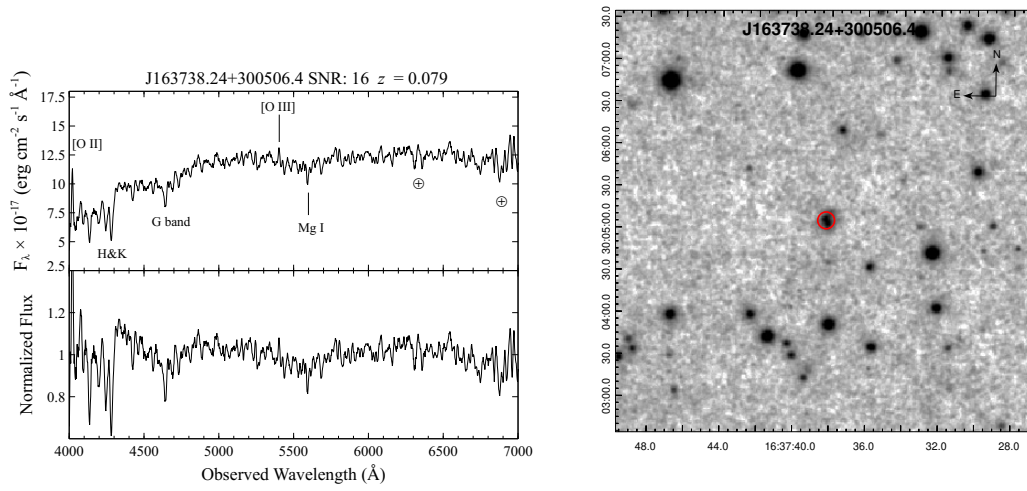 J163738.24+300506.4 SNR: 16 z = 0.079
17.5
15
12.5
10
7.5
5
2.5
Fλ × 10⁻¹⁷ (erg cm⁻² s⁻¹ Å⁻¹)
[O II]
[O III]
H&K
G band
Mg I
⊕
⊕
1.2
1
0.8
Normalized Flux
4000 4500 5000 5500 6000 6500 7000
Observed Wavelength (Å)
J163738.24+300506.4
N
E
30.0
07:00.0
30.0
06:00.0
30.0
30:05:00.0
30.0
04:00.0
30.0
03:00.0
48.0 44.0 16:37:40.0 36.0 32.0 28.0